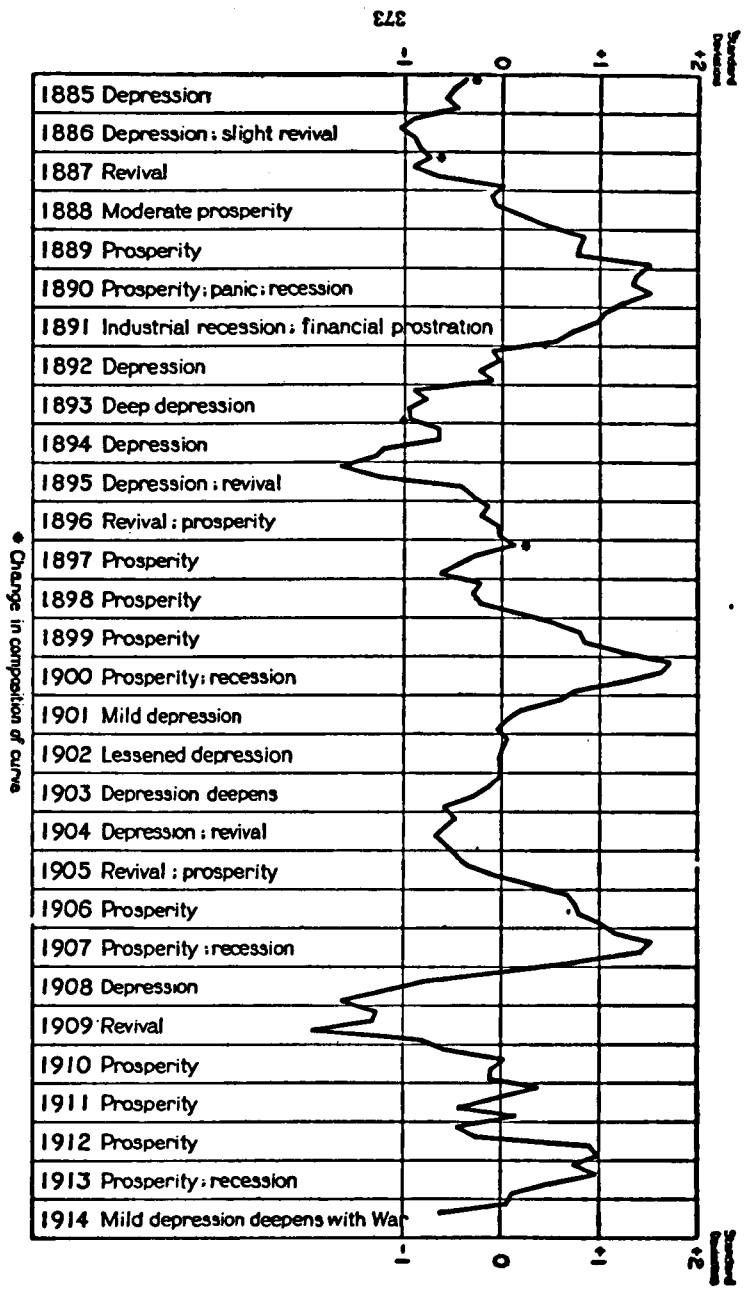 373
Standard
Deviations
-1
0
+1
+2
1885 Depression
1886 Depression; slight revival
1887 Revival
1888 Moderate prosperity
1889 Prosperity
1890 Prosperity; panic; recession
1891 Industrial recession; financial prostration
1892 Depression
1893 Deep depression
1894 Depression
1895 Depression; revival
1896 Revival; prosperity
1897 Prosperity
1898 Prosperity
1899 Prosperity
1900 Prosperity; recession
1901 Mild depression
1902 Lessened depression
1903 Depression deepens
1904 Depression; revival
1905 Revival; prosperity
1906 Prosperity
1907 Prosperity; recession
1908 Depression
1909 Revival
1910 Prosperity
1911 Prosperity
1912 Prosperity
1913 Prosperity; recession
1914 Mild depression deepens with War
-1
0
+1
+2
Standard
Deviations
* Change in composition of curve